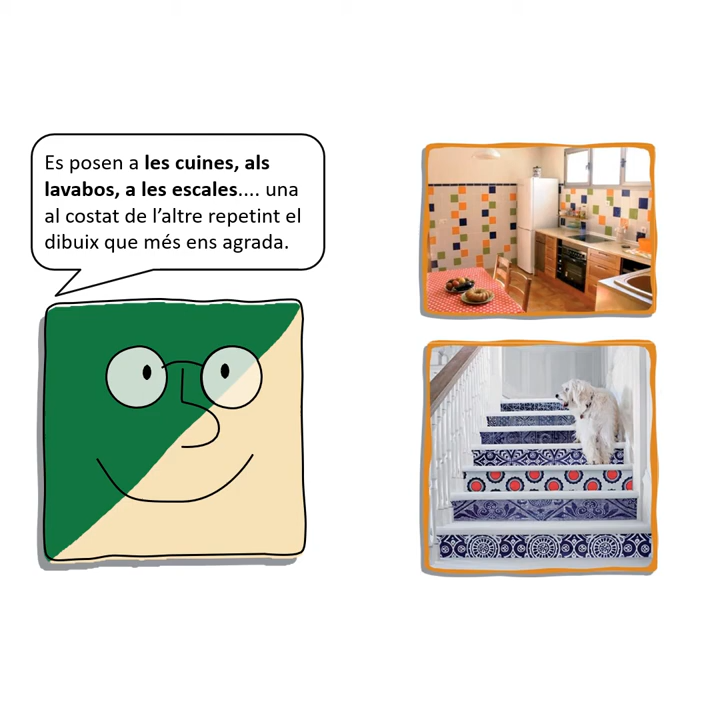 Es posen a les cuines, als
lavabos, a les escales.... una
al costat de l’altre repetint el
dibuix que més ens agrada.